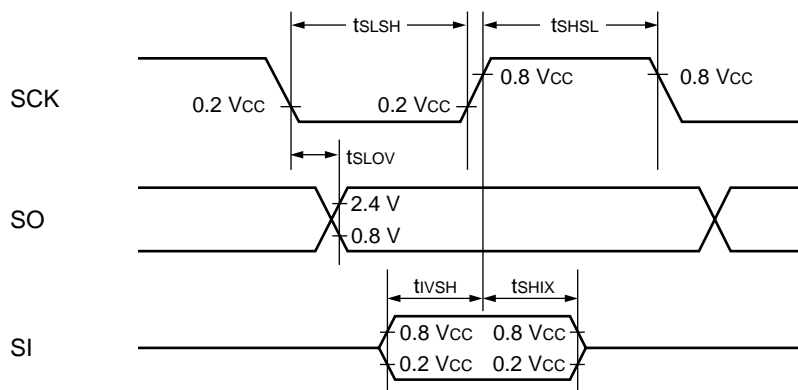 tSLSH tSHSL
SCK 0.2 VCC 0.2 VCC 0.8 VCC 0.8 VCC
tSLOV
SO 2.4 V
0.8 V
tIVSH tSHIX
SI 0.8 VCC 0.8 VCC
0.2 VCC 0.2 VCC